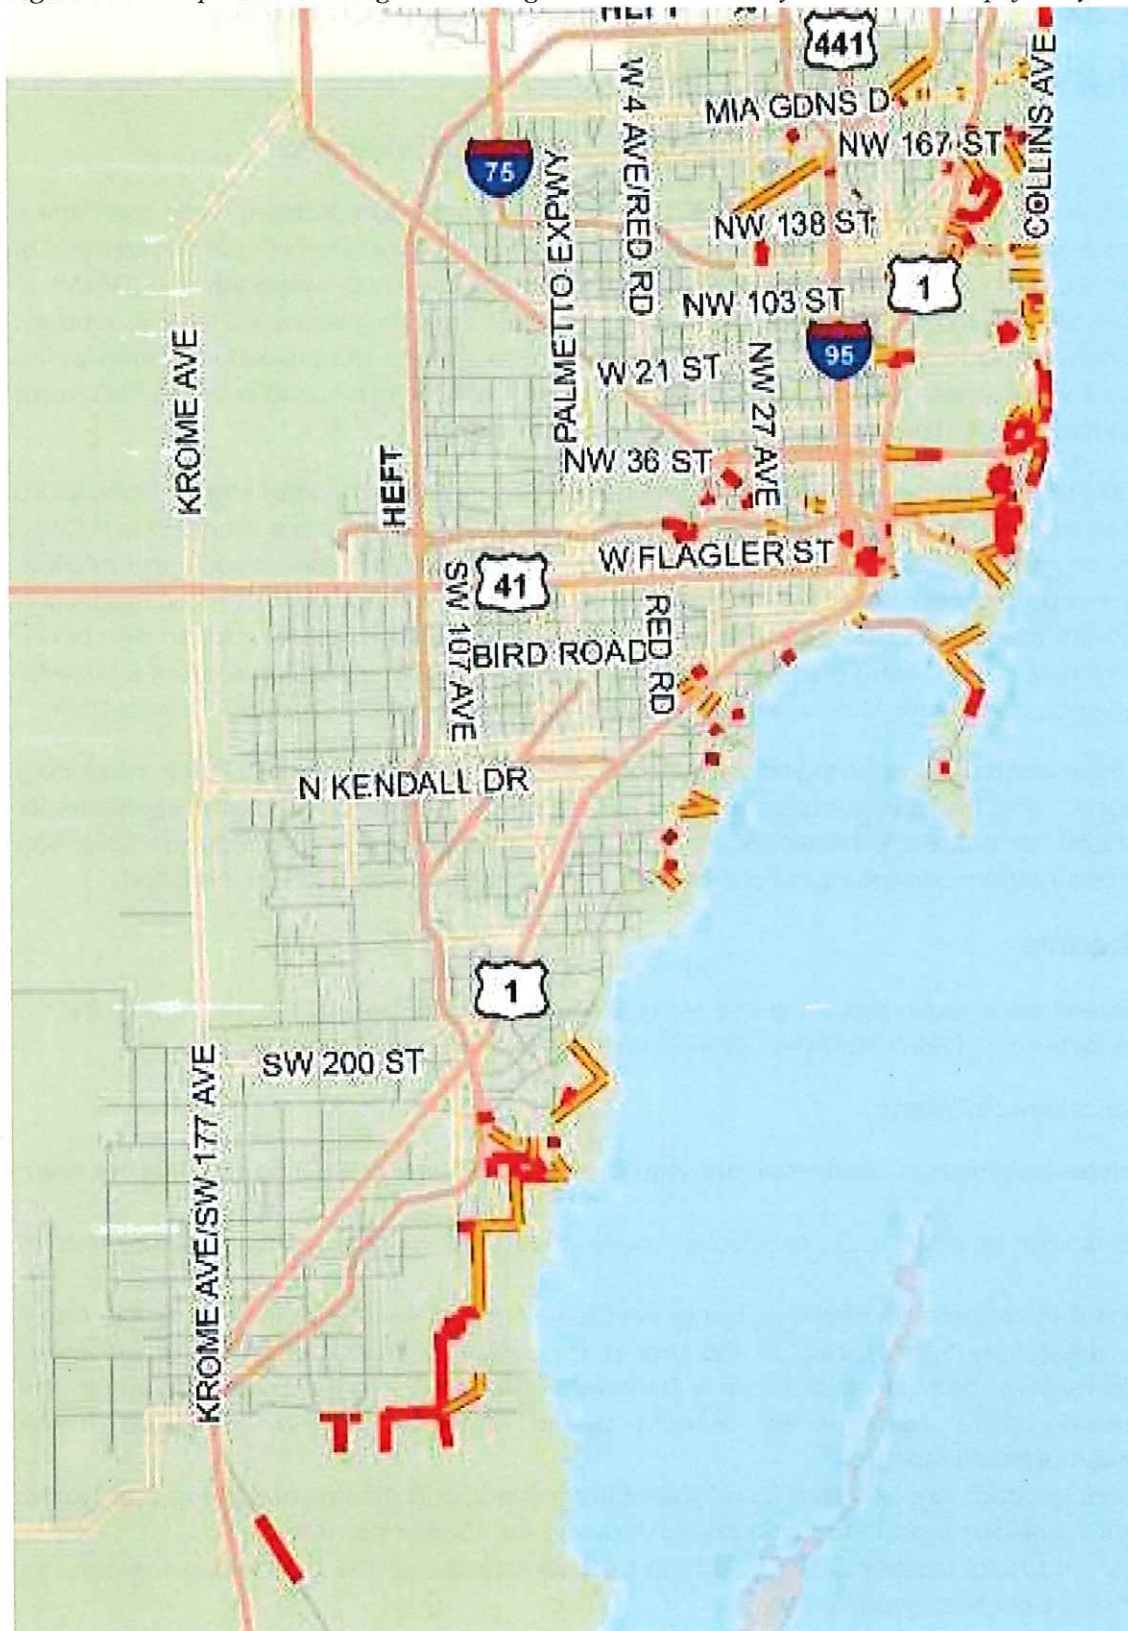 HEFT
441
COLLINS AVE
W 4 AVE/RED RD
MIA GDNS D
NW 167 ST
75
PALMETTO EXPWY
NW 138 ST
1
NW 103 ST
KROME AVE
95
W 21 ST
NW 27 AVE
HEFT
NW 36 ST
W FLAGLER ST
41
SW 107 AVE
RED RD
BIRD ROAD
N KENDALL DR
1
SW 200 ST
KROME AVE/SW 177 AVE